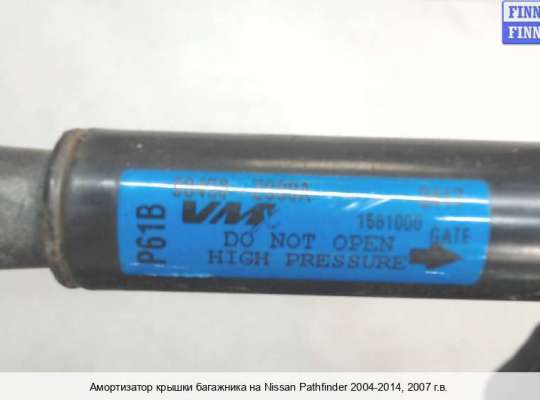 FINN
FINN
P61B
VMC
1581000
DO NOT OPEN
GATE
HIGH PRESSURE
Амортизатор крышки багажника на Nissan Pathfinder 2004-2014, 2007 г.в.